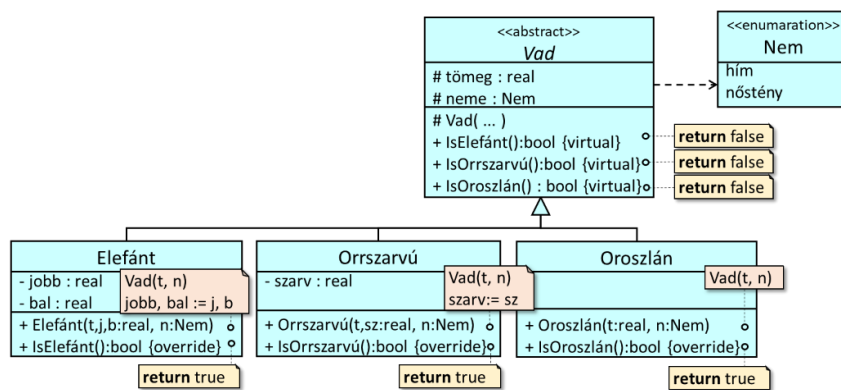 <<abstract>>
Vad
# tömeg : real
# neme : Nem
# Vad( ... )
+ IsElefánt():bool {virtual}
+ IsOrrszarvú():bool {virtual}
+ IsOroszlán() : bool {virtual}
return false
return false
return false
<<enumaration>>
Nem
hím
nőstény
Elefánt
- jobb : real
- bal : real
Vad(t, n)
jobb, bal := j, b
+ Elefánt(t,j,b:real, n:Nem)
+ IsElefánt():bool {override}
return true
Orrszarvú
- szarv : real
Vad(t, n)
szarv:= sz
+ Orrszarvú(t,sz:real, n:Nem)
+ IsOrrszarvú():bool {override}
return true
Oroszlán
Vad(t, n)
+ Oroszlán(t:real, n:Nem)
+ IsOroszlán():bool {override}
return true